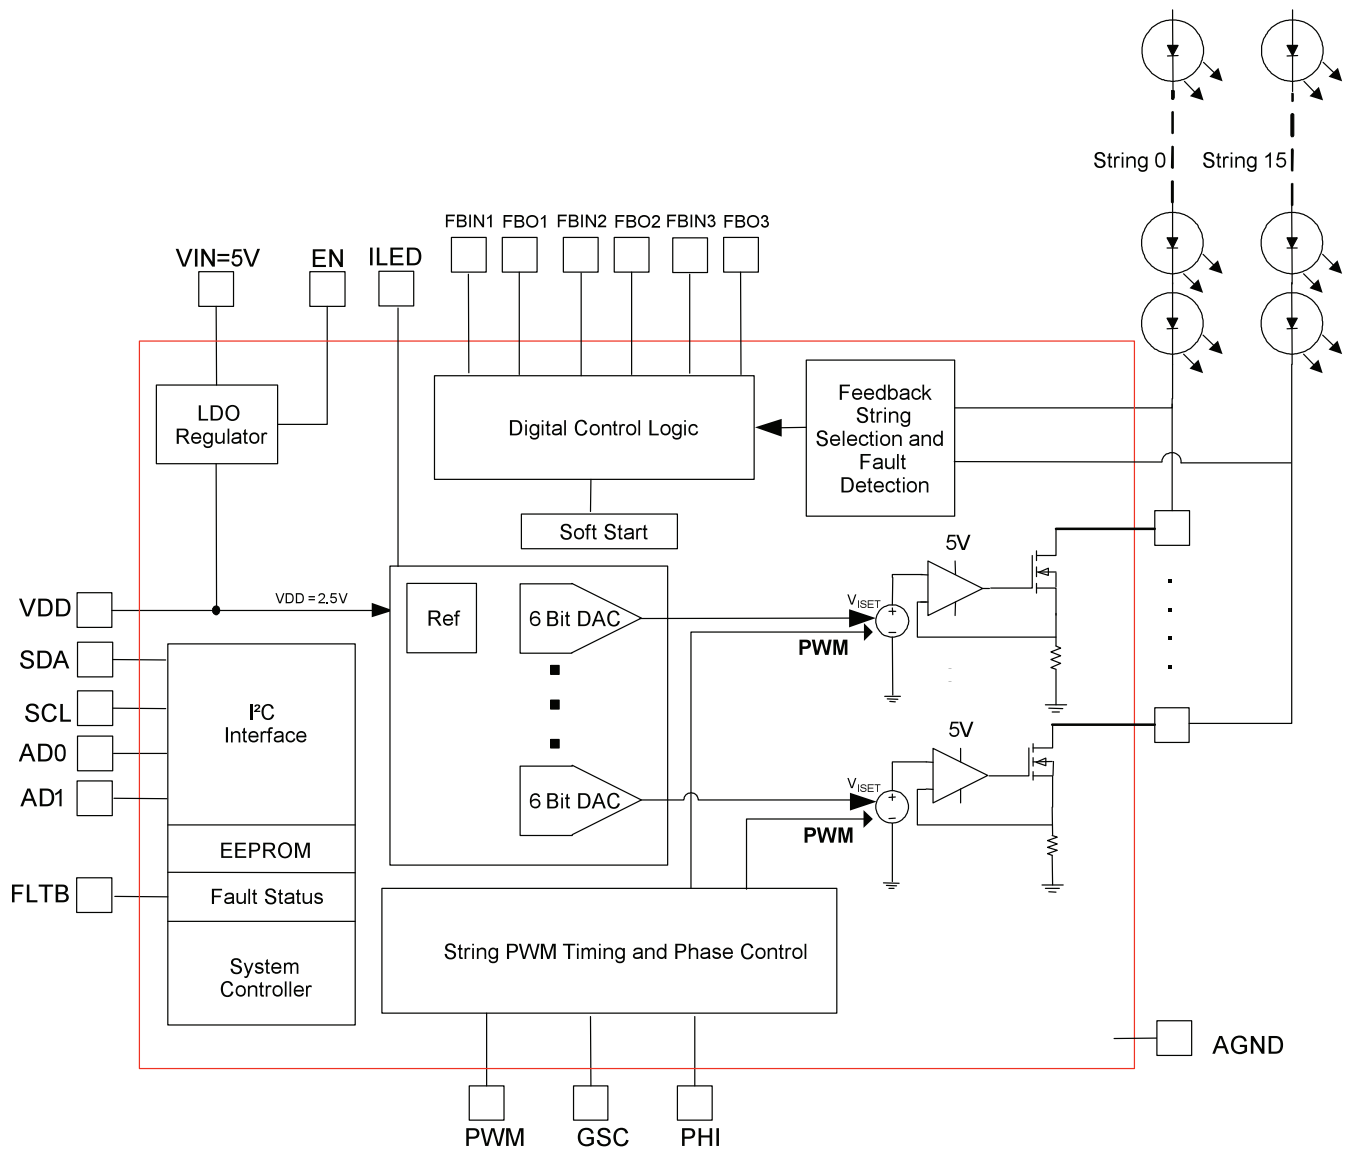 String 0
String 15
FBIN1
FBO1
FBIN2
FBO2
FBIN3
FBO3
VIN=5V
EN
ILED
LDO
Regulator
Digital Control Logic
Feedback
String
Selection and
Fault
Detection
Soft Start
5V
VDD
VDD = 2.5V
Ref
6 Bit DAC
VISET
PWM
SDA
SCL
AD0
AD1
I²C
Interface
5V
6 Bit DAC
VISET
PWM
EEPROM
FLTB
Fault Status
System
Controller
String PWM Timing and Phase Control
AGND
PWM
GSC
PHI